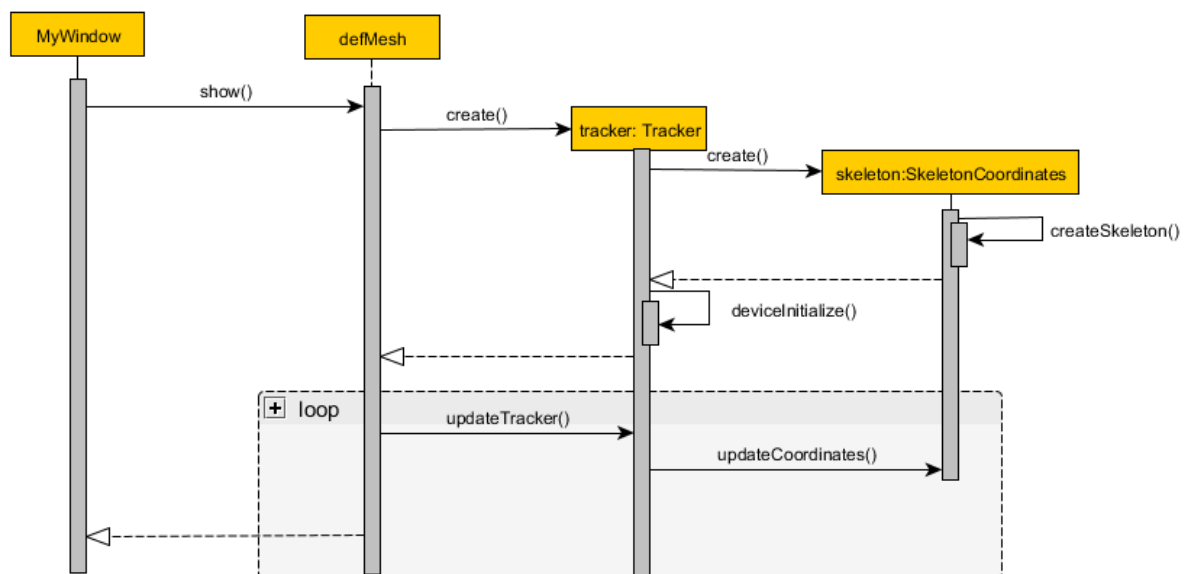 MyWindow
defMesh
show()
create()
tracker: Tracker
create()
skeleton:SkeletonCoordinates
createSkeleton()
deviceInitialize()
loop
updateTracker()
updateCoordinates()